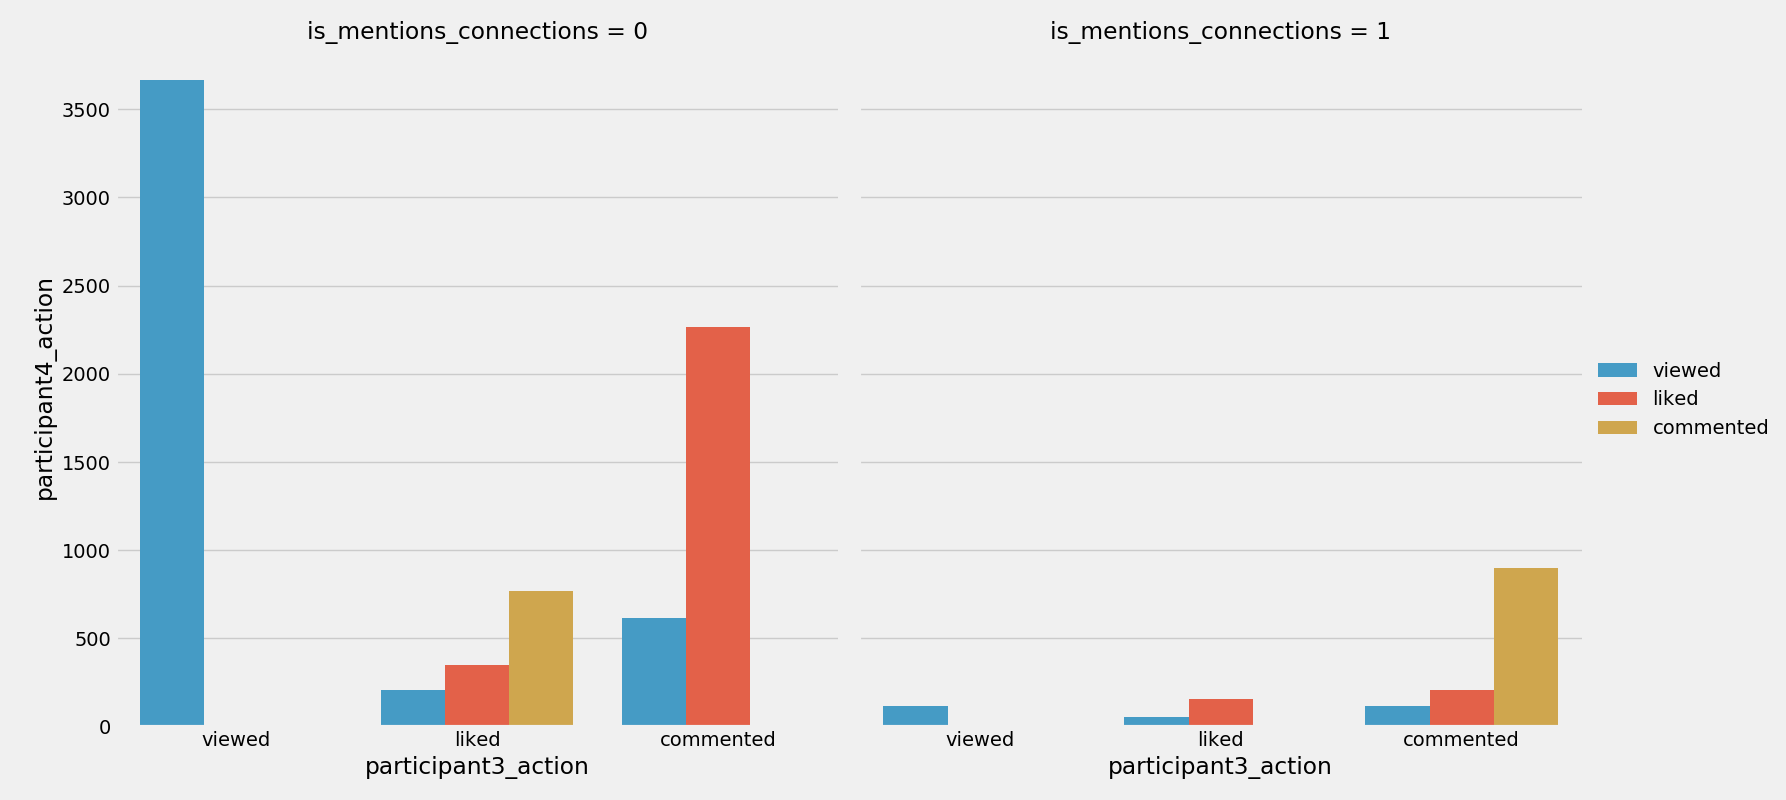 is_mentions_connections = 0
is_mentions_connections = 1
participant4_action
3500
3000
2500
2000
1500
1000
500
0
viewed
liked
commented
participant3_action
viewed
liked
commented
participant3_action
viewed
liked
commented